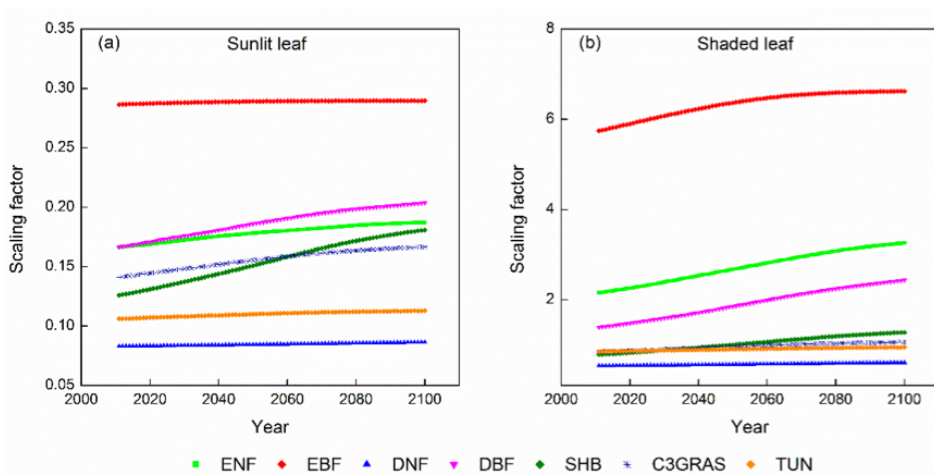 (a) Sunlit leaf
0.35
0.30
0.25
0.20
0.15
0.10
0.05
Scaling factor
2000 2020 2040 2060 2080 2100
Year
(b) Shaded leaf
8
6
4
2
Scaling factor
2000 2020 2040 2060 2080 2100
Year
ENF EBF DNF DBF SHB C3GRAS TUN